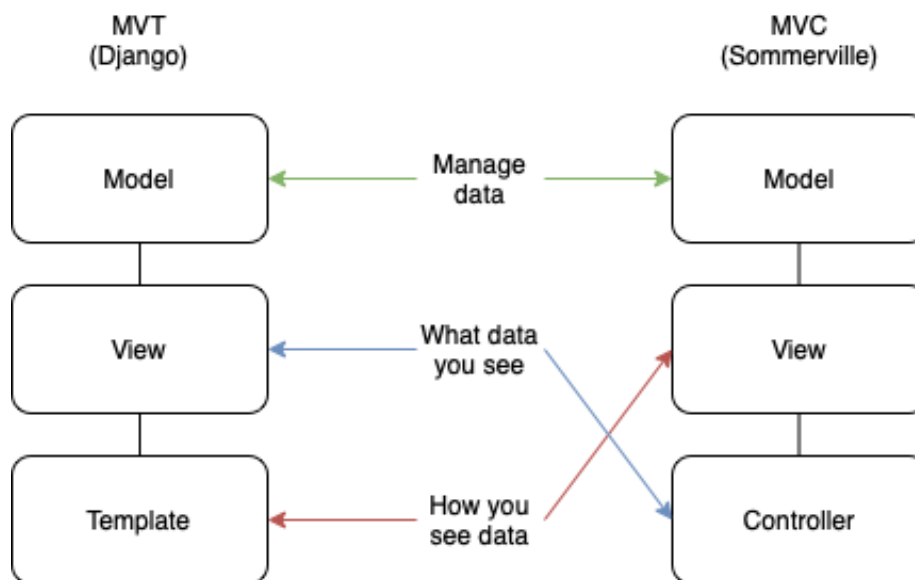 MVT
(Django)
MVC
(Sommerville)
Model
Manage
data
Model
View
What data
you see
View
Template
How you
see data
Controller